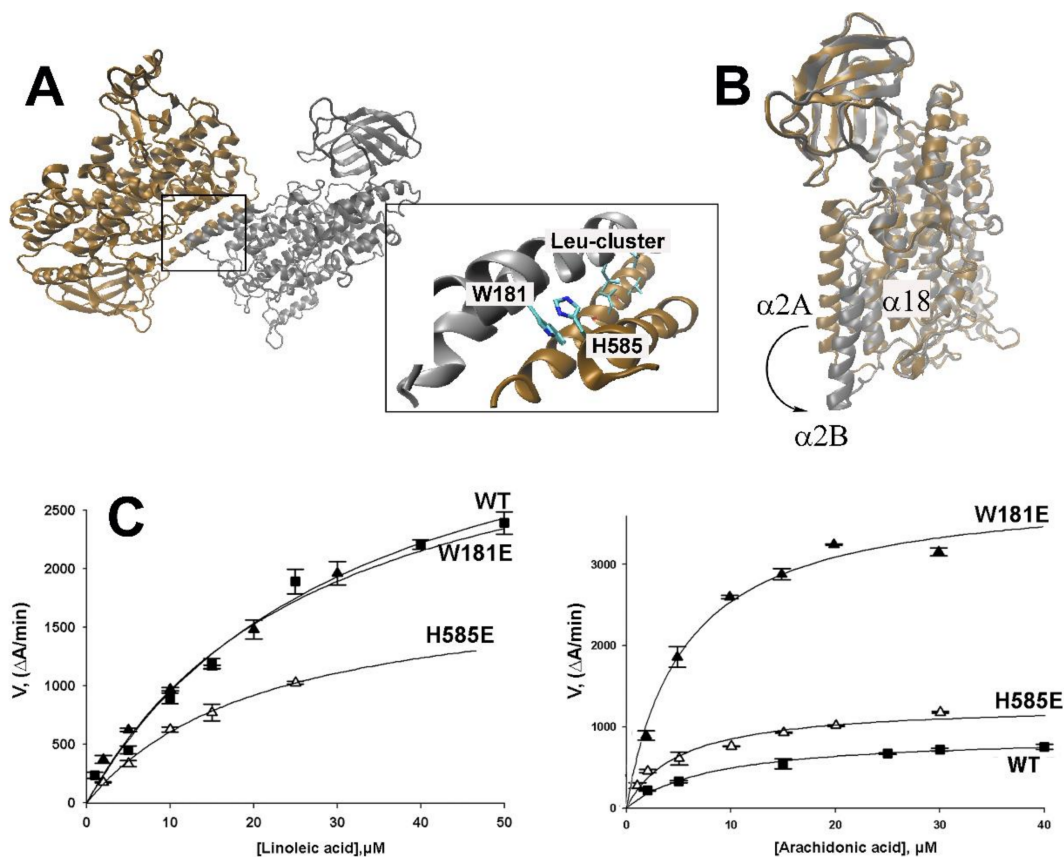 A
B
Leu-cluster
W181
H585
α2A
α18
α2B
C
WT
W181E
H585E
V, (ΔA/min)
2500
2000
1500
1000
500
0
0 10 20 30 40 50
[Linoleic acid],µM
W181E
H585E
WT
V, (ΔA/min)
3000
2000
1000
0
0 10 20 30 40
[Arachidonic acid], µM